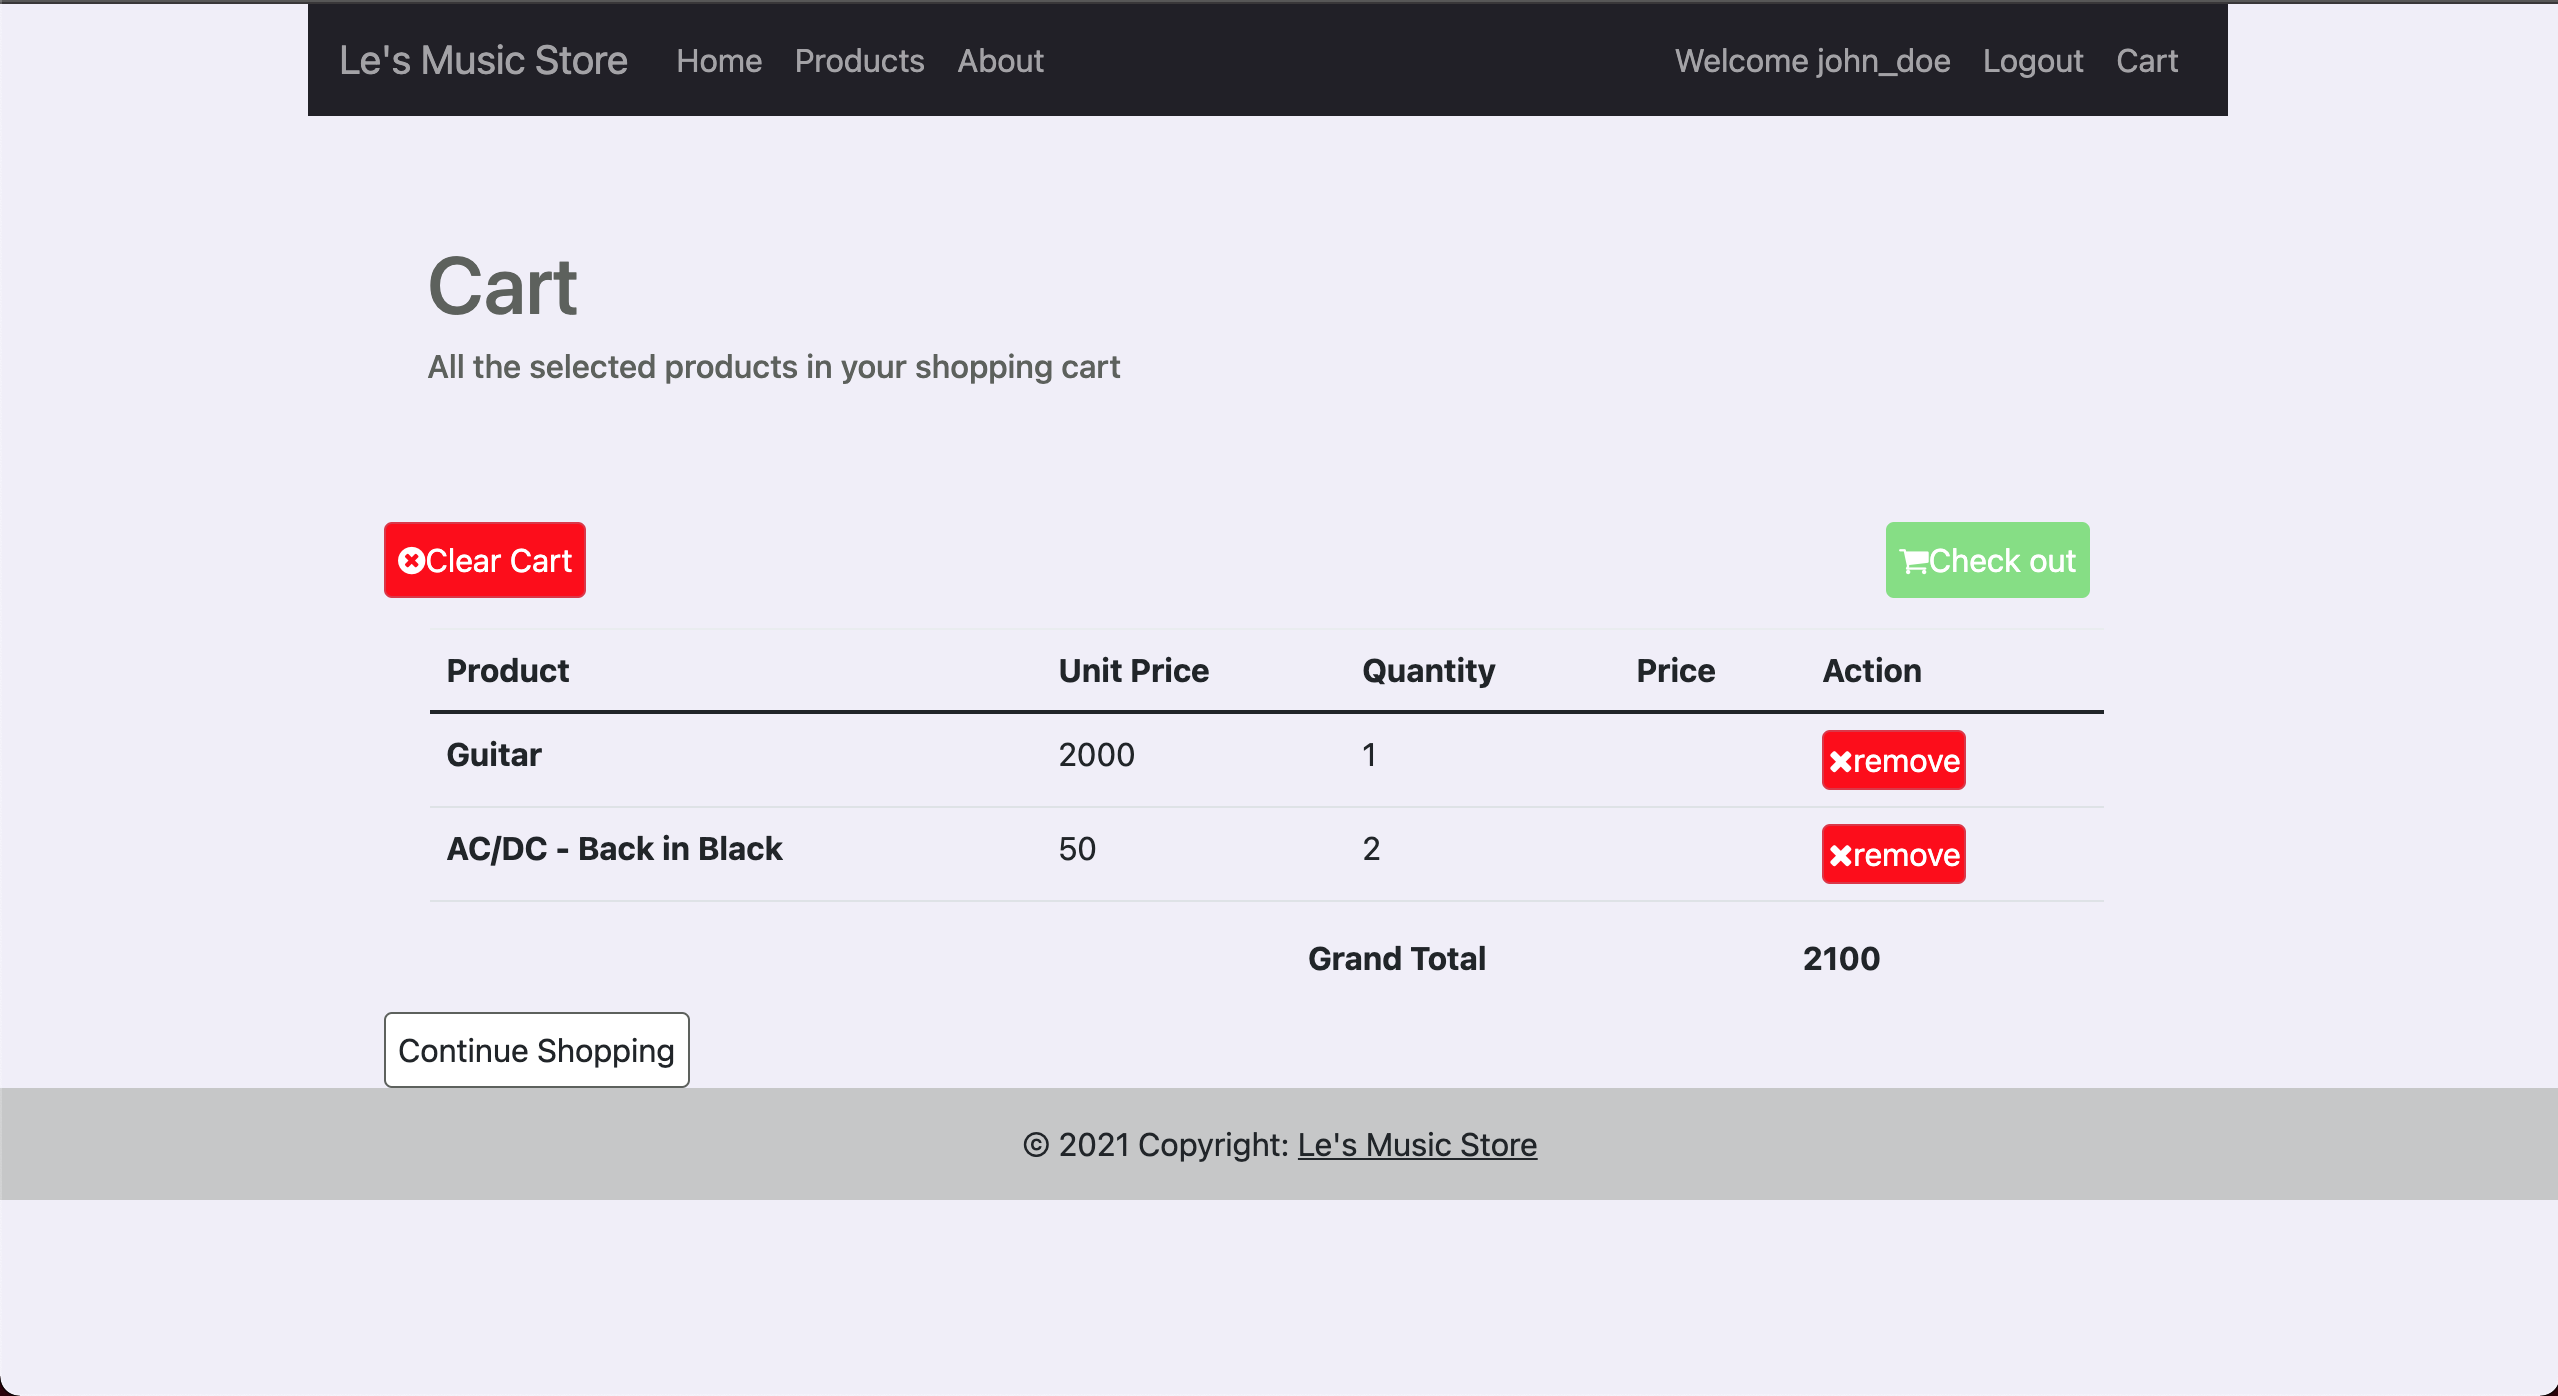 Le's Music Store Home Products About Welcome john_doe Logout Cart
Cart
All the selected products in your shopping cart
Clear Cart Check out
Product Unit Price Quantity Price Action
Guitar 2000 1 remove
AC/DC - Back in Black 50 2 remove
Grand Total 2100
Continue Shopping
© 2021 Copyright: Le's Music Store